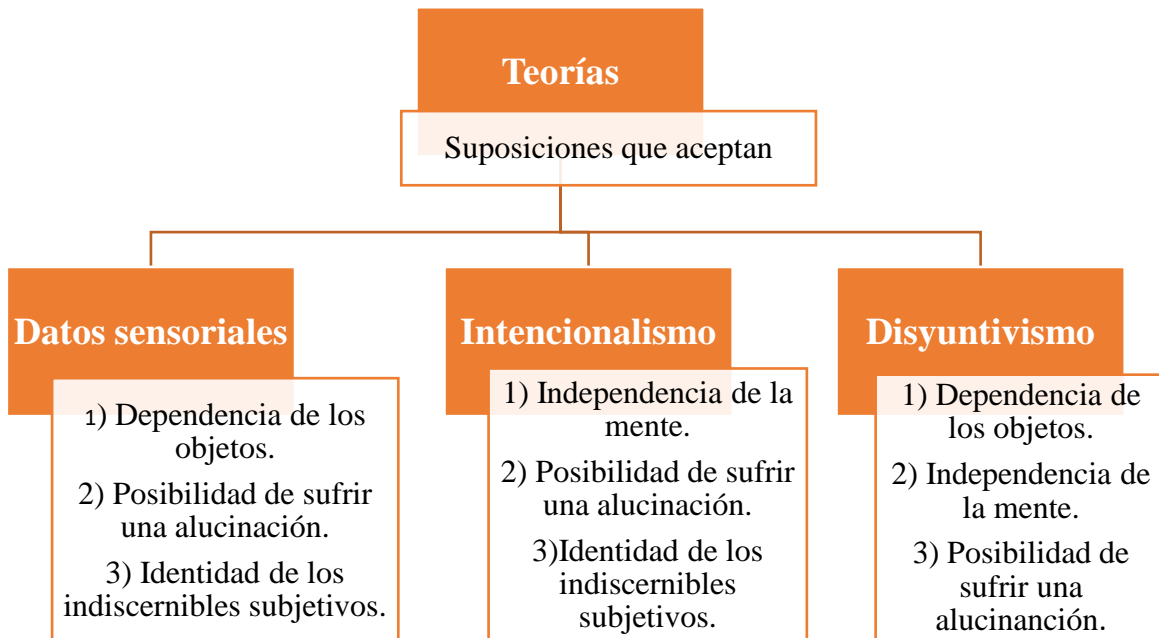 Teorías
Suposiciones que aceptan
Datos sensoriales
1) Dependencia de los
objetos.
2) Posibilidad de sufrir
una alucinación.
3) Identidad de los
indiscernibles subjetivos.
Intencionalismo
1) Independencia de la
mente.
2) Posibilidad de sufrir
una alucinación.
3)Identidad de los
indiscernibles
subjetivos.
Disyuntivismo
1) Dependencia de
los objetos.
2) Independencia de
la mente.
3) Posibilidad de
sufrir una
alucinanción.